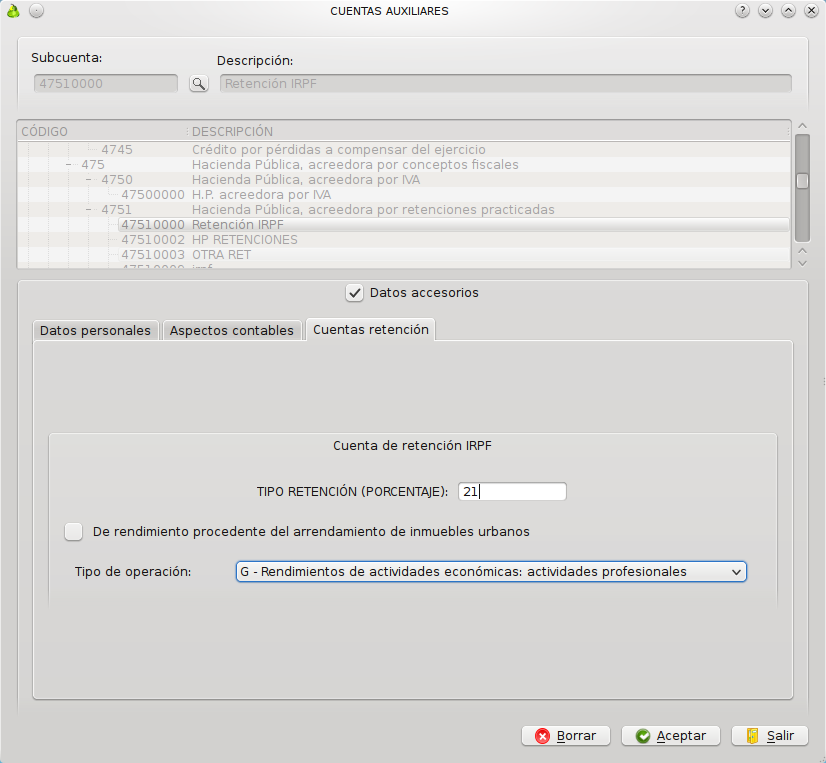 CUENTAS AUXILIARES
Subcuenta:
Descripción:
47510000
Retención IRPF
CÓDIGO DESCRIPCIÓN
4745 Crédito por pérdidas a compensar del ejercicio
475 Hacienda Pública, acreedora por conceptos fiscales
4750 Hacienda Pública, acreedora por IVA
47500000 H.P. acreedora por IVA
4751 Hacienda Pública, acreedora por retenciones practicadas
47510000 Retención IRPF
47510002 HP RETENCIONES
47510003 OTRA RET
Datos accesorios
Datos personales Aspectos contables Cuentas retención
Cuenta de retención IRPF
TIPO RETENCIÓN (PORCENTAJE): 21
De rendimiento procedente del arrendamiento de inmuebles urbanos
Tipo de operación: G - Rendimientos de actividades económicas: actividades profesionales
Borrar Aceptar Salir